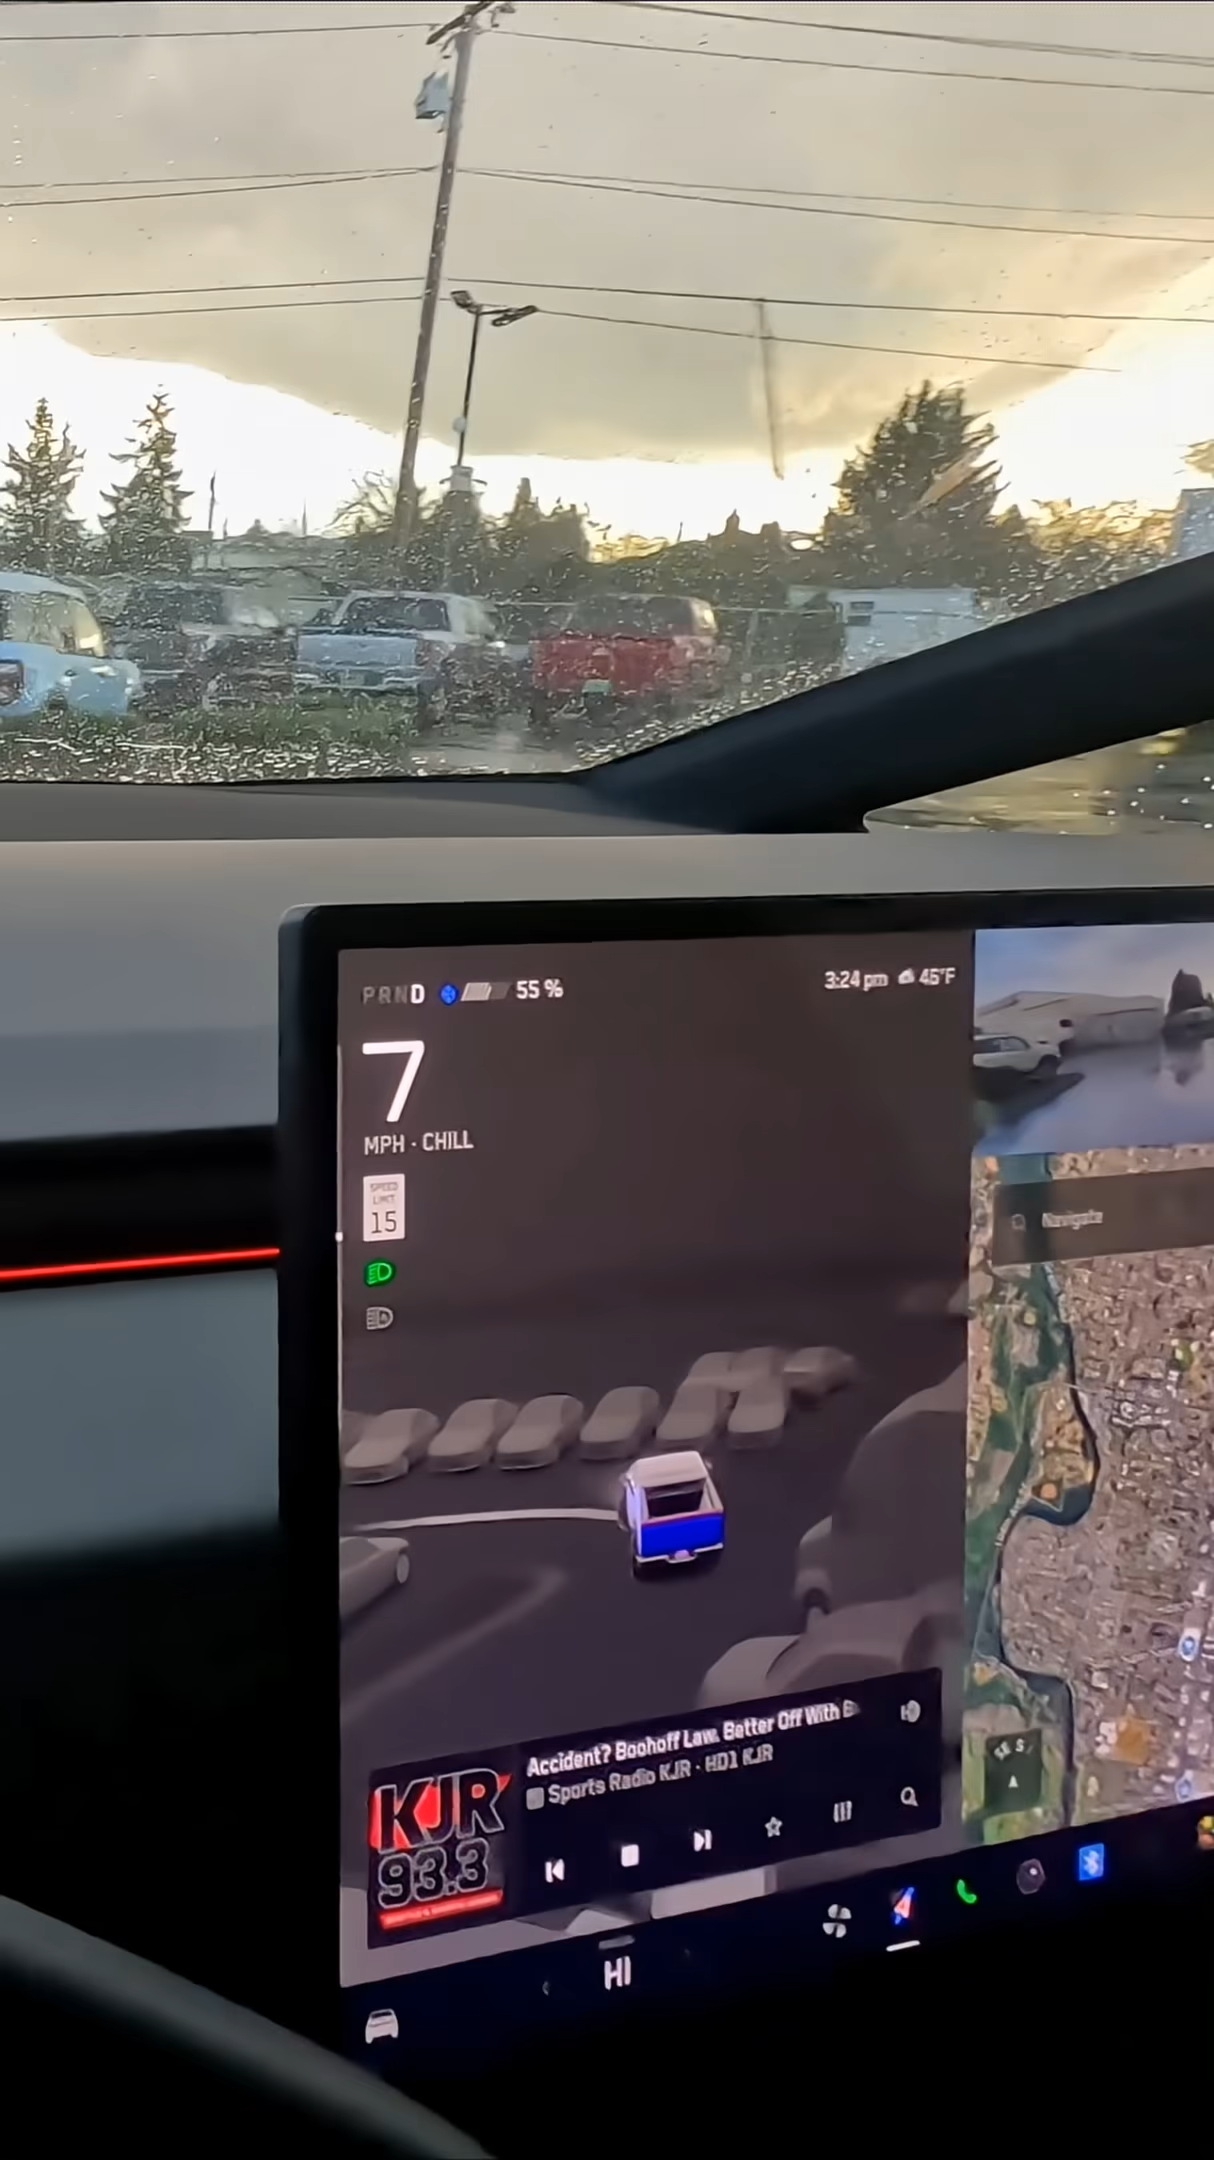 PRND 55 %
3:24 pm 45°F
7
MPH · CHILL
SPEED
LIMIT
15
Navigate
Accident? Boohoff Law. Better Off With B
Sports Radio KJR · HD1 KJR
KJR
93.3
HI